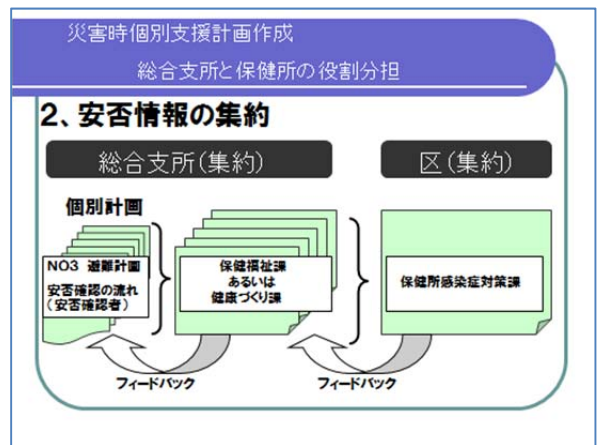 災害時個別支援計画作成
総合支所と保健所の役割分担
2、安否情報の集約
総合支所(集約)
区(集約)
個別計画
NO3 避難計画
安否確認の流れ
(安否確認者)
保健福祉課
あるいは
健康づくり課
保健所感染症対策課
フィードバック
フィードバック